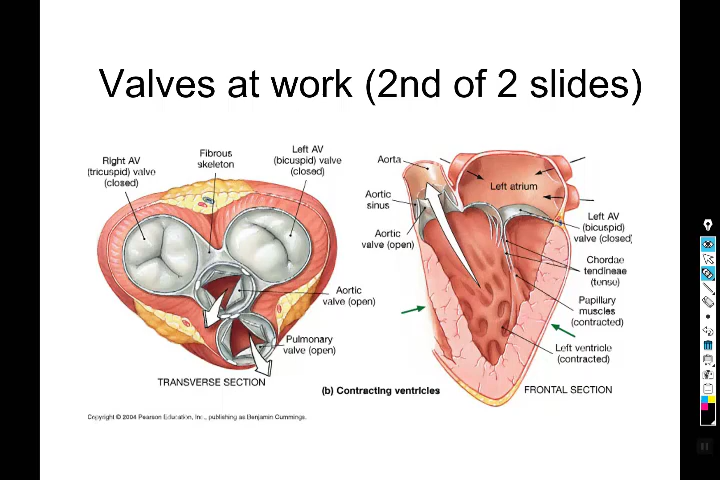 Valves at work (2nd of 2 slides)
Right AV
(tricuspid) valve
(closed)
Fibrous
skeleton
Left AV
(bicuspid) valve
(closed)
Aortic
valve (open)
Pulmonary
valve (open)
TRANSVERSE SECTION
Aorta
Left atrium
Aortic
sinus
Aortic
valve (open)
Left AV
(bicuspid)
valve (closed)
Chordae
tendineae
(tense)
Papillary
muscles
(contracted)
Left ventricle
(contracted)
(b) Contracting ventricles
FRONTAL SECTION
Copyright © 2004 Pearson Education, Inc., publishing as Benjamin Cummings.